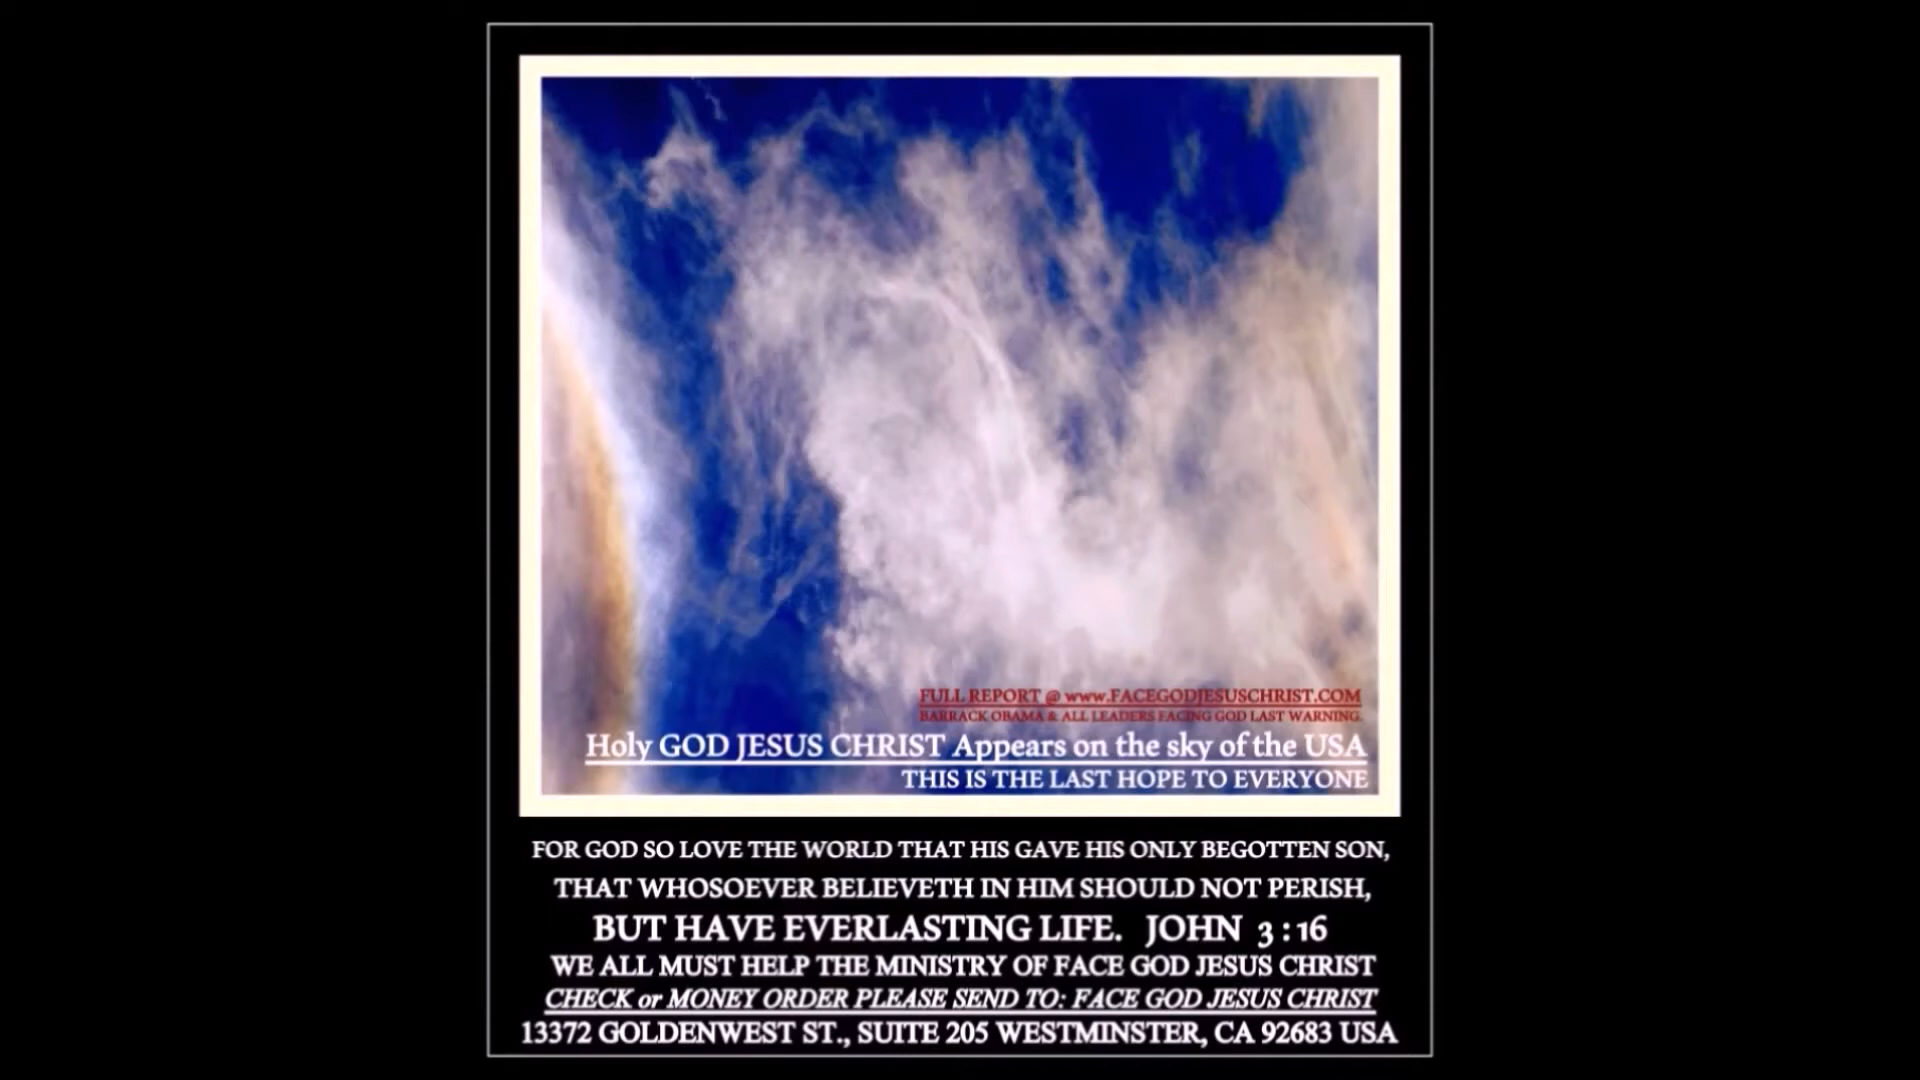 FULL REPORT @ www.FACEGODJESUSCHRIST.COM
BARRACK OBAMA & ALL LEADERS FACING GOD LAST WARNING.
Holy GOD JESUS CHRIST Appears on the sky of the USA
THIS IS THE LAST HOPE TO EVERYONE
FOR GOD SO LOVE THE WORLD THAT HIS GAVE HIS ONLY BEGOTTEN SON,
THAT WHOSOEVER BELIEVETH IN HIM SHOULD NOT PERISH,
BUT HAVE EVERLASTING LIFE. JOHN 3 : 16
WE ALL MUST HELP THE MINISTRY OF FACE GOD JESUS CHRIST
CHECK or MONEY ORDER PLEASE SEND TO: FACE GOD JESUS CHRIST
13372 GOLDENWEST ST., SUITE 205 WESTMINSTER, CA 92683 USA